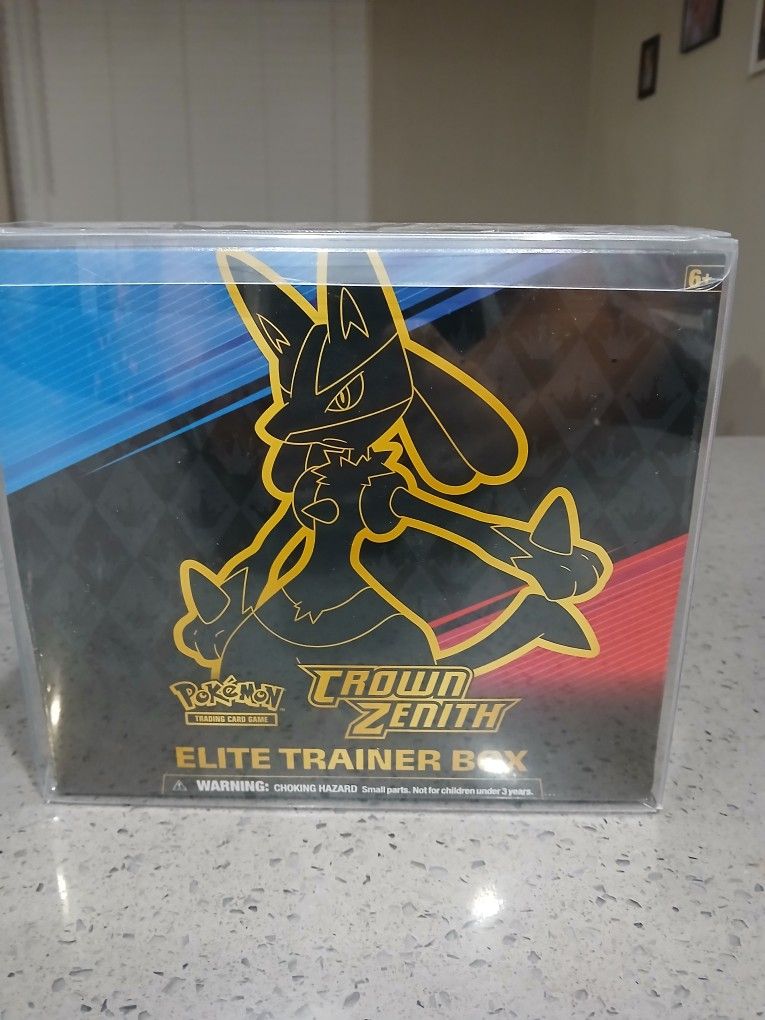 6+
POKéMON
TRADING CARD GAME
CROWN
ZENITH
ELITE TRAINER BOX
WARNING: CHOKING HAZARD Small parts. Not for children under 3 years.